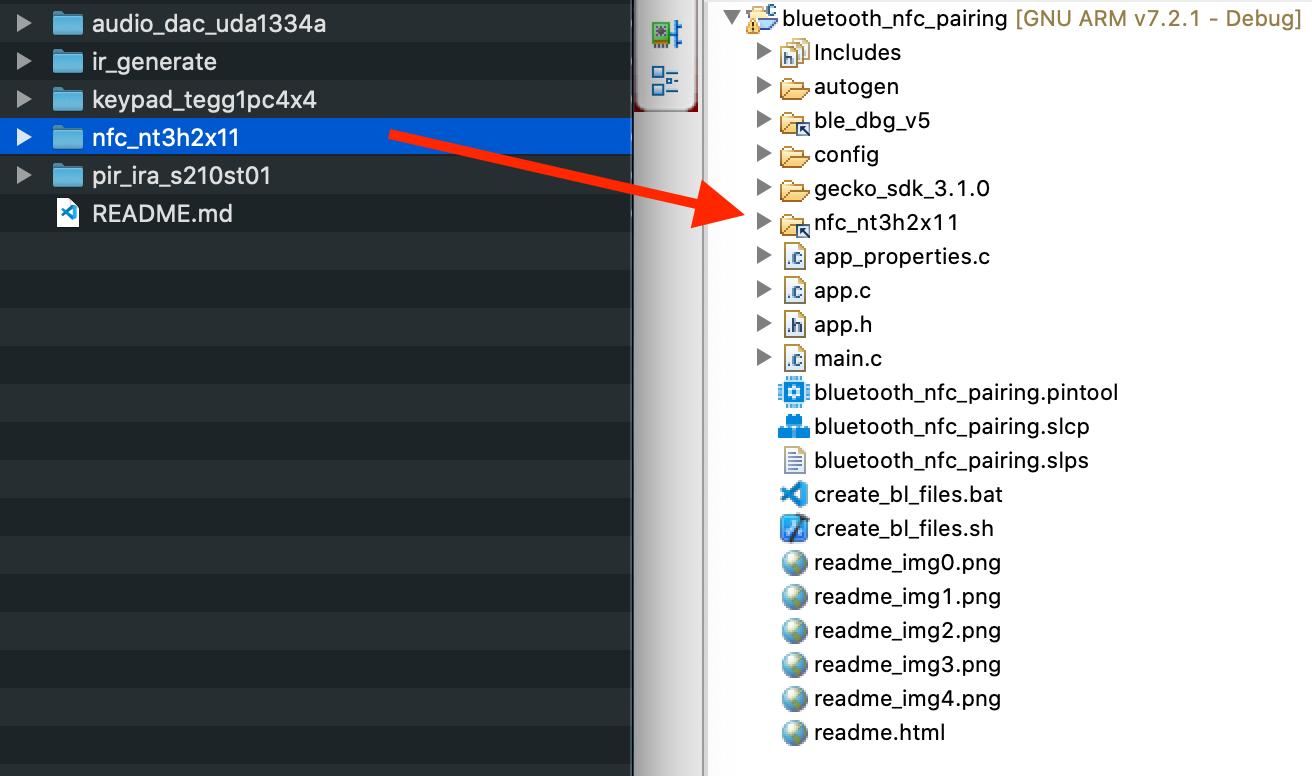 audio_dac_uda1334a
ir_generate
keypad_tegg1pc4x4
nfc_nt3h2x11
pir_ira_s210st01
README.md
bluetooth_nfc_pairing [GNU ARM v7.2.1 - Debug]
Includes
autogen
ble_dbg_v5
config
gecko_sdk_3.1.0
nfc_nt3h2x11
app_properties.c
app.c
app.h
main.c
bluetooth_nfc_pairing.pintool
bluetooth_nfc_pairing.slcp
bluetooth_nfc_pairing.slps
create_bl_files.bat
create_bl_files.sh
readme_img0.png
readme_img1.png
readme_img2.png
readme_img3.png
readme_img4.png
readme.html